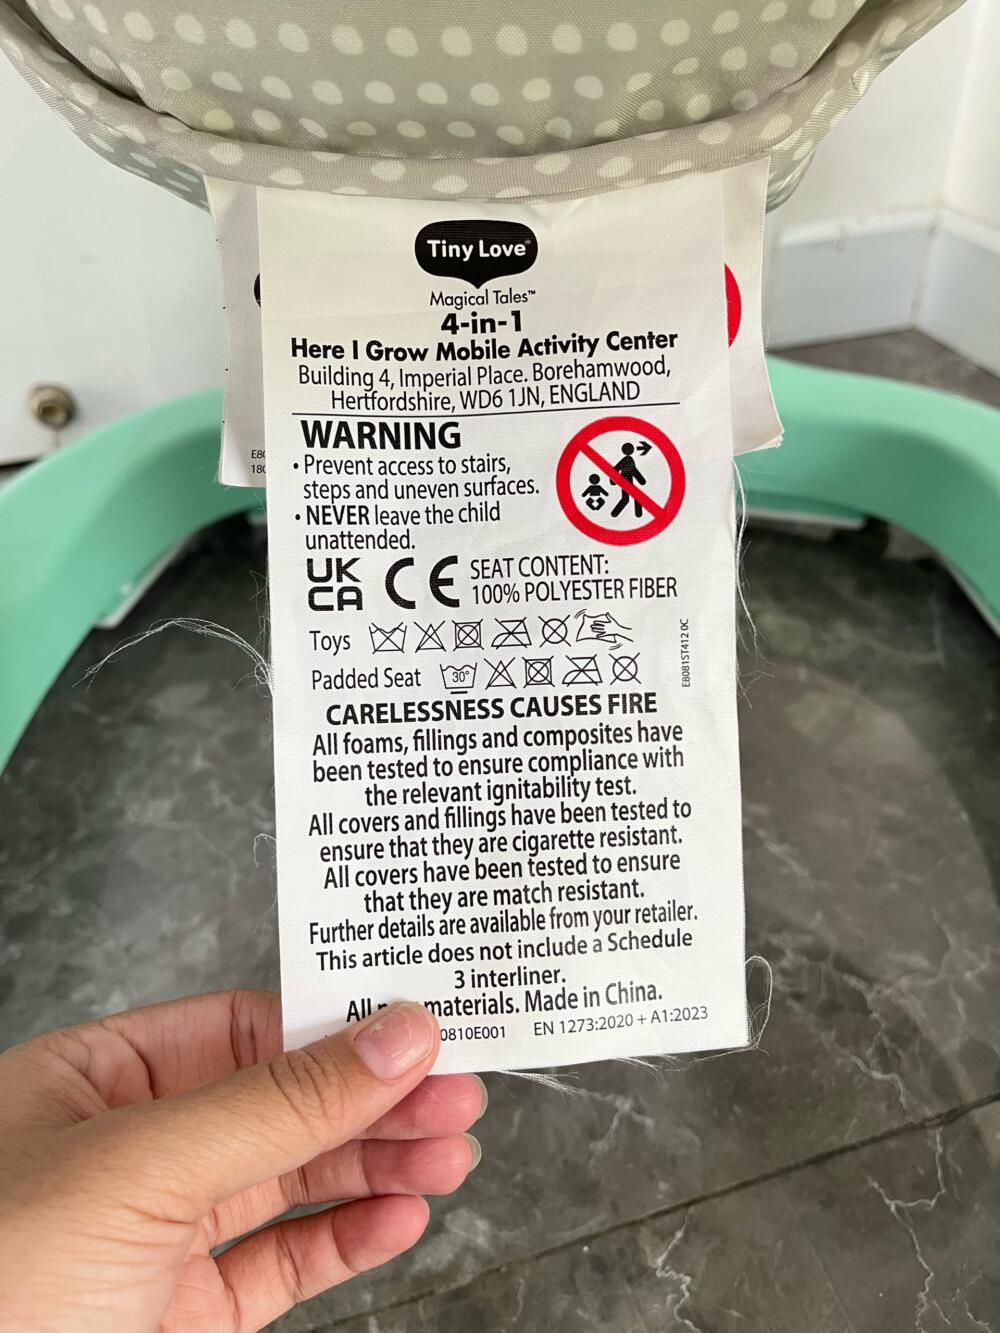 Tiny Love®
Magical Tales™
4-in-1
Here I Grow Mobile Activity Center
Building 4, Imperial Place. Borehamwood,
Hertfordshire, WD6 1JN, ENGLAND
WARNING
• Prevent access to stairs,
steps and uneven surfaces.
• NEVER leave the child
unattended.
UK
CA
CE
SEAT CONTENT:
100% POLYESTER FIBER
Toys
Padded Seat
30°
E8081ST412 0C
CARELESSNESS CAUSES FIRE
All foams, fillings and composites have
been tested to ensure compliance with
the relevant ignitability test.
All covers and fillings have been tested to
ensure that they are cigarette resistant.
All covers have been tested to ensure
that they are match resistant.
Further details are available from your retailer.
This article does not include a Schedule
3 interliner.
All materials. Made in China.
0810E001 EN 1273:2020 + A1:2023